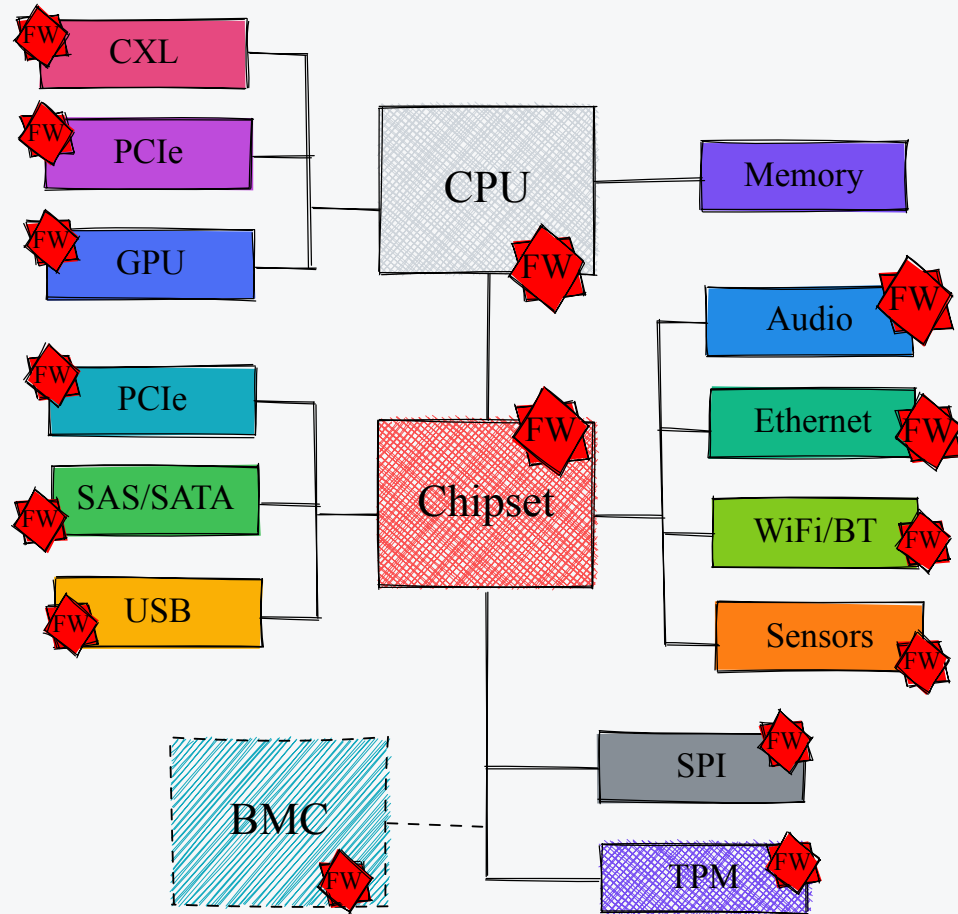 FW
CXL
FW
PCIe
FW
GPU
CPU
FW
Memory
FW
Audio
FW
PCIe
FW
Chipset
Ethernet
FW
SAS/SATA
FW
WiFi/BT
FW
USB
FW
Sensors
FW
BMC
FW
SPI
FW
TPM
FW